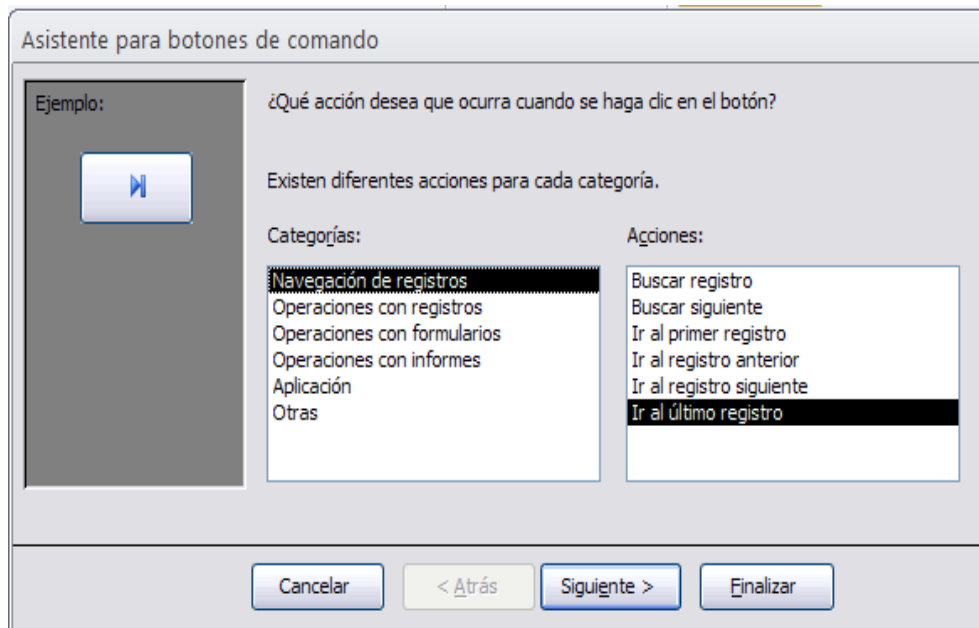 Asistente para botones de comando
Ejemplo:
¿Qué acción desea que ocurra cuando se haga clic en el botón?
Existen diferentes acciones para cada categoría.
Categorías:
Navegación de registros
Operaciones con registros
Operaciones con formularios
Operaciones con informes
Aplicación
Otras
Acciones:
Buscar registro
Buscar siguiente
Ir al primer registro
Ir al registro anterior
Ir al registro siguiente
Ir al último registro
Cancelar
< Atrás
Siguiente >
Finalizar